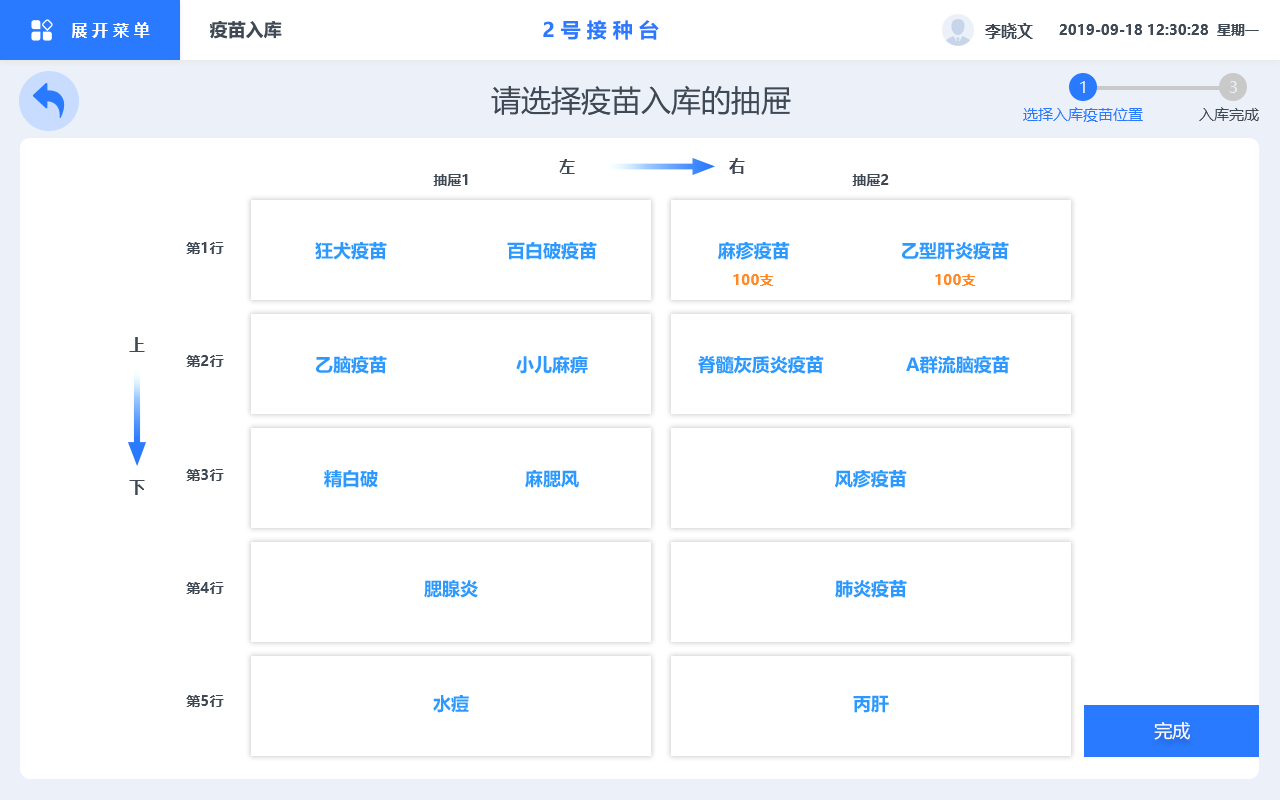 展开菜单
疫苗入库
2号接种台
李晓文
2019-09-18 12:30:28 星期一
请选择疫苗入库的抽屉
1
3
选择入库疫苗位置
入库完成
左
右
抽屉1
抽屉2
第1行
狂犬疫苗
百白破疫苗
麻疹疫苗
100支
乙型肝炎疫苗
100支
上
下
第2行
乙脑疫苗
小儿麻痹
脊髓灰质炎疫苗
A群流脑疫苗
第3行
精白破
麻腮风
风疹疫苗
第4行
腮腺炎
肺炎疫苗
第5行
水痘
丙肝
完成